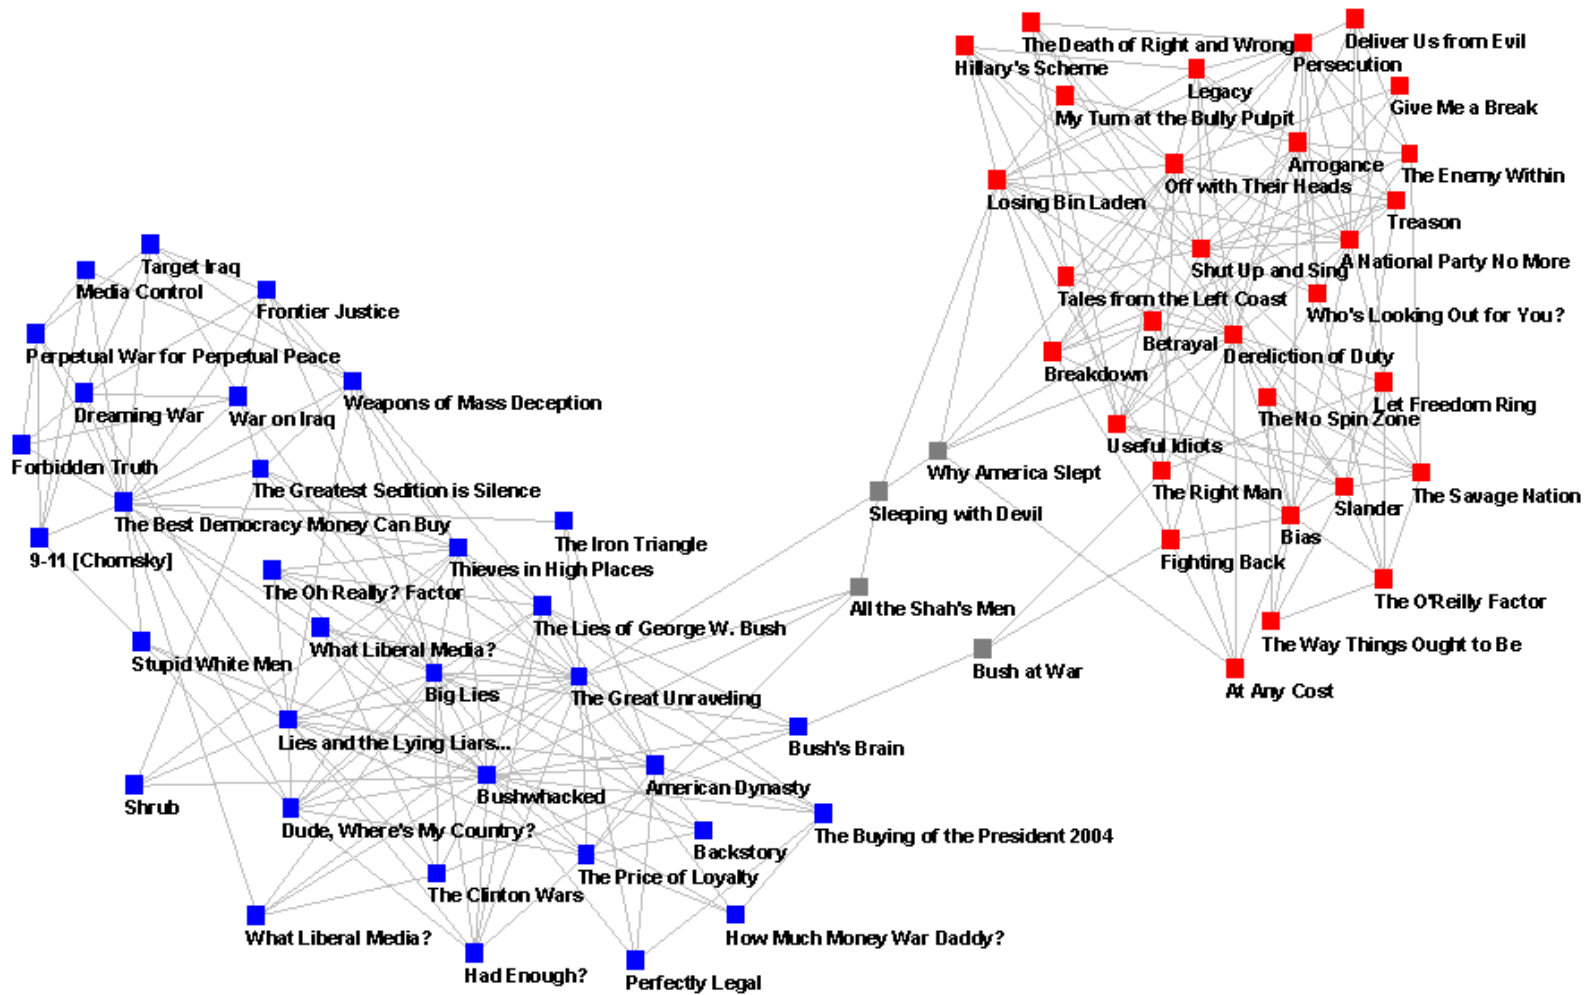 The Death of Right and Wrong
Deliver Us from Evil
Hillary's Scheme
Persecution
Legacy
Give Me a Break
My Turn at the Bully Pulpit
Arrogance
The Enemy Within
Off with Their Heads
Losing Bin Laden
Treason
Target Iraq
Shut Up and Sing
A National Party No More
Media Control
Tales from the Left Coast
Frontier Justice
Who's Looking Out for You?
Perpetual War for Perpetual Peace
Betrayal
Dereliction of Duty
Breakdown
Weapons of Mass Deception
Let Freedom Ring
Dreaming War
War on Iraq
The No Spin Zone
Useful Idiots
Forbidden Truth
Why America Slept
The Greatest Sedition is Silence
The Right Man
The Savage Nation
Slander
Sleeping with Devil
The Best Democracy Money Can Buy
Bias
The Iron Triangle
9-11 [Chomsky]
Fighting Back
Thieves in High Places
The Oh Really? Factor
The O'Reilly Factor
All the Shah's Men
The Lies of George W. Bush
The Way Things Ought to Be
What Liberal Media?
Stupid White Men
Bush at War
At Any Cost
Big Lies
The Great Unraveling
Lies and the Lying Liars...
Bush's Brain
American Dynasty
Bushwhacked
Shrub
Dude, Where's My Country?
The Buying of the President 2004
Backstory
The Price of Loyalty
The Clinton Wars
What Liberal Media?
How Much Money War Daddy?
Had Enough?
Perfectly Legal